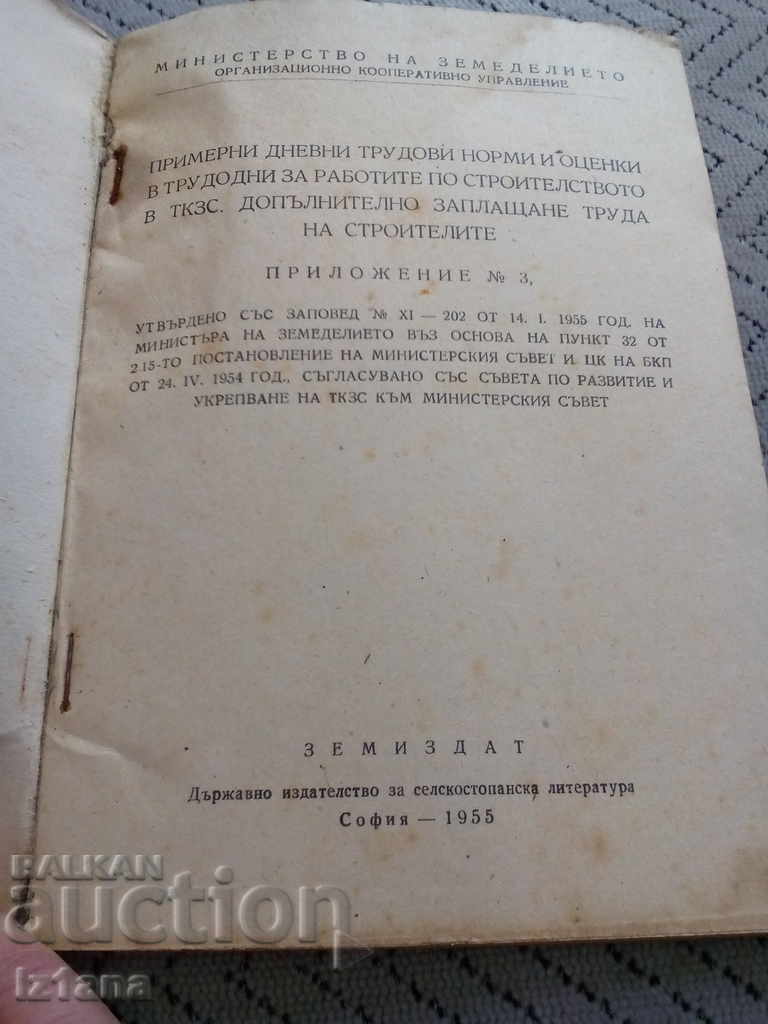 МИНИСТЕРСТВО НА ЗЕМЕДЕЛИЕТО
ОРГАНИЗАЦИОННО КООПЕРАТИВНО УПРАВЛЕНИЕ
ПРИМЕРНИ ДНЕВНИ ТРУДОВИ НОРМИ И ОЦЕНКИ
В ТРУДОДНИ ЗА РАБОТИТЕ ПО СТРОИТЕЛСТВОТО
В ТКЗС. ДОПЪЛНИТЕЛНО ЗАПЛАЩАНЕ ТРУДА
НА СТРОИТЕЛИТЕ
ПРИЛОЖЕНИЕ № 3,
УТВЪРДЕНО СЪС ЗАПОВЕД № XI — 202 ОТ 14. I. 1955 ГОД. НА
МИНИСТЪРА НА ЗЕМЕДЕЛИЕТО ВЪЗ ОСНОВА НА ПУНКТ 32 ОТ
215-ТО ПОСТАНОВЛЕНИЕ НА МИНИСТЕРСКИЯ СЪВЕТ И ЦК НА БКП
ОТ 24. IV. 1954 ГОД., СЪГЛАСУВАНО СЪС СЪВЕТА ПО РАЗВИТИЕ И
УКРЕПВАНЕ НА ТКЗС КЪМ МИНИСТЕРСКИЯ СЪВЕТ
ЗЕМИЗДАТ
Държавно издателство за селскостопанска литература
София — 1955
BALKAN
auction
Iz1ana